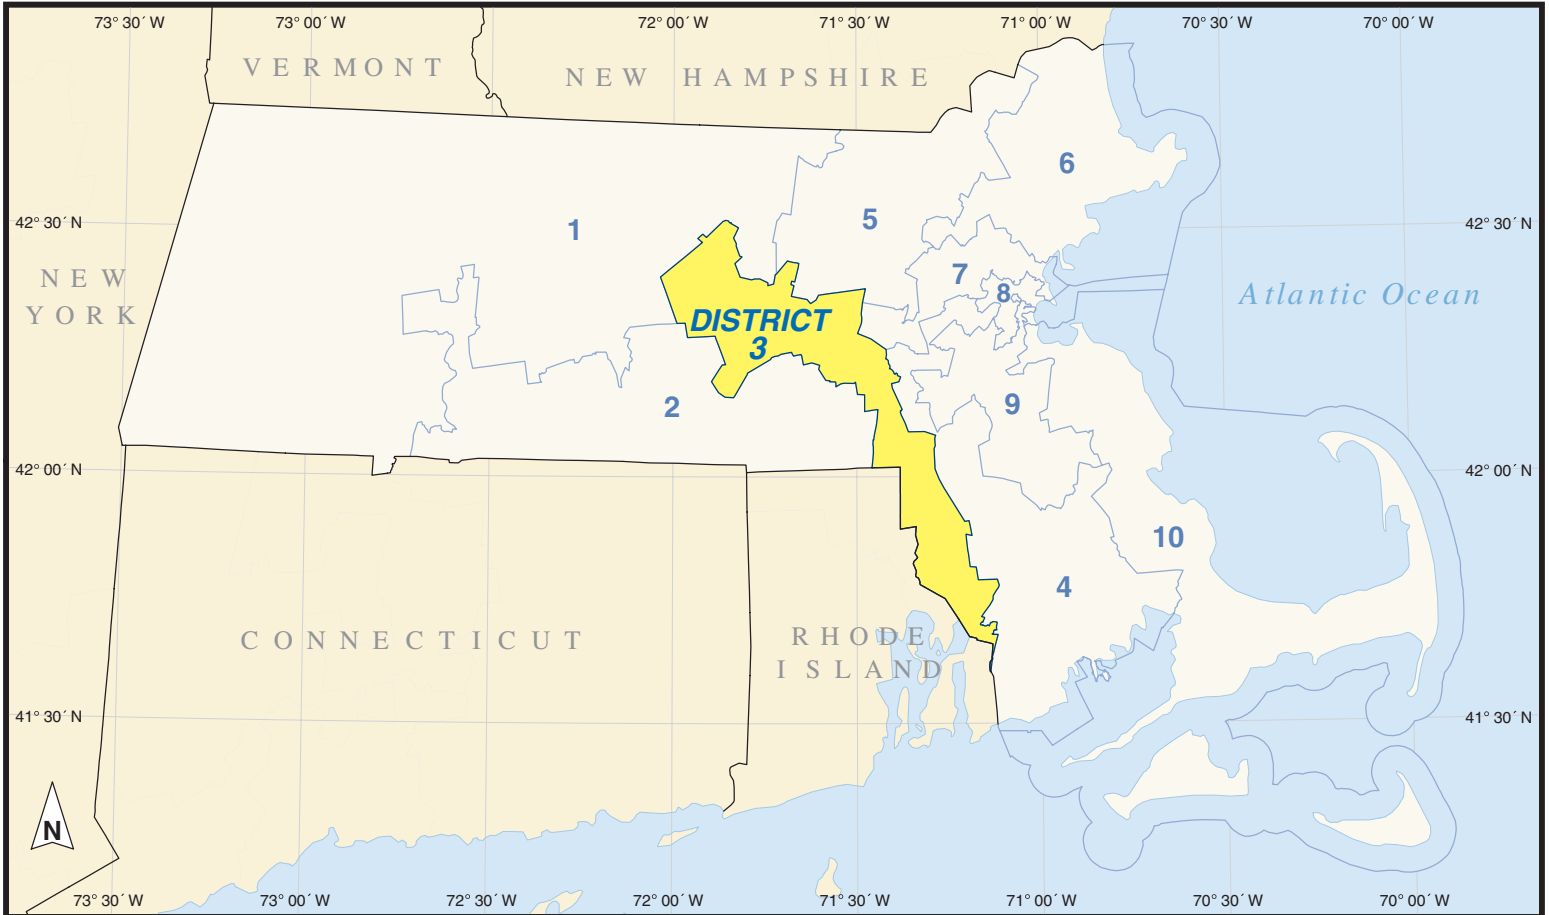 73° 30´ W
73° 00´ W
72° 00´ W
71° 30´ W
71° 00´ W
70° 30´ W
70° 00´ W
VERMONT
NEW HAMPSHIRE
6
42° 30´ N
1
5
42° 30´ N
NEW
YORK
7
8
Atlantic Ocean
DISTRICT
3
2
9
42° 00´ N
42° 00´ N
10
4
CONNECTICUT
RHODE
ISLAND
41° 30´ N
41° 30´ N
N
73° 30´ W
73° 00´ W
72° 30´ W
72° 00´ W
71° 30´ W
71° 00´ W
70° 30´ W
70° 00´ W